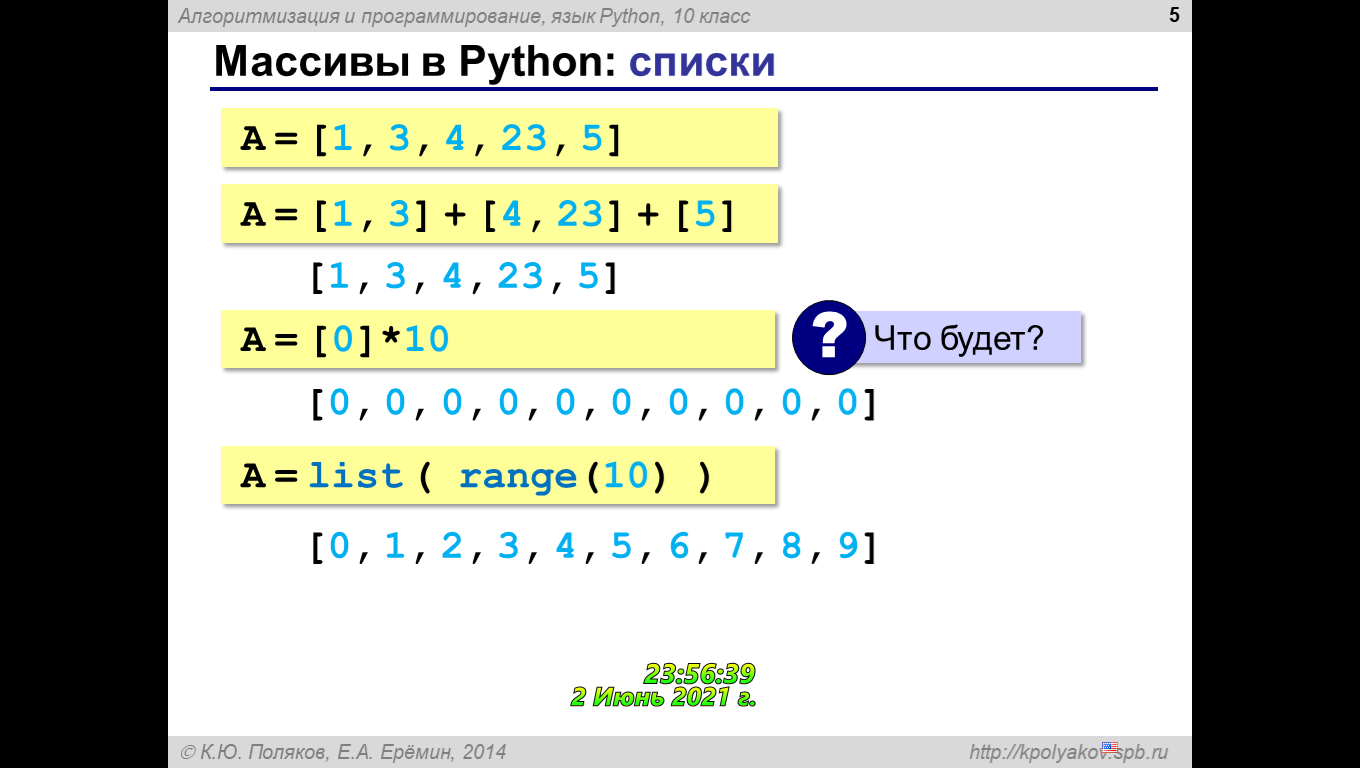 Алгоритмизация и программирование, язык Python, 10 класс 5
Массивы в Python: списки
A = [1, 3, 4, 23, 5]
A = [1, 3] + [4, 23] + [5]
[1, 3, 4, 23, 5]
A = [0]*10
? Что будет?
[0, 0, 0, 0, 0, 0, 0, 0, 0, 0]
A = list ( range(10) )
[0, 1, 2, 3, 4, 5, 6, 7, 8, 9]
23:56:39
2 Июнь 2021 г.
© К.Ю. Поляков, Е.А. Ерёмин, 2014 http://kpolyakov.spb.ru